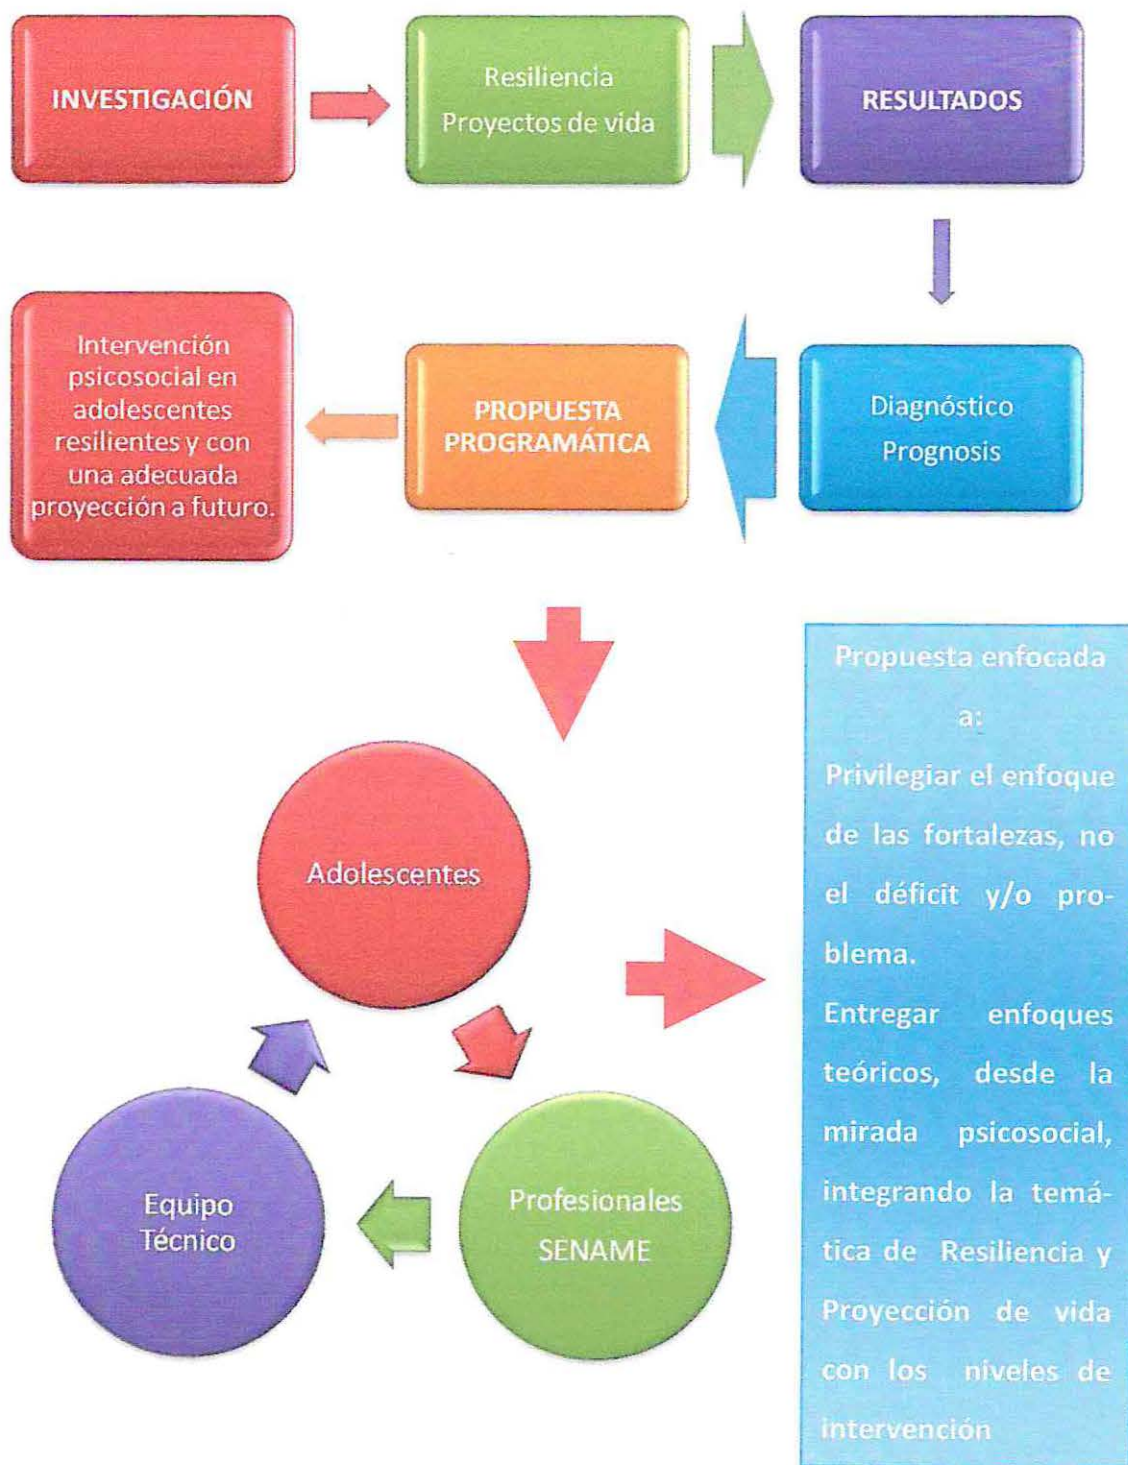 INVESTIGACIÓN
Resiliencia
Proyectos de vida
RESULTADOS
Intervención
psicosocial en
adolescentes
resilientes y con
una adecuada
proyección a futuro.
PROPUESTA
PROGRAMÁTICA
Diagnóstico
Prognosis
Adolescentes
Profesionales
SENAME
Equipo
Técnico
Propuesta enfocada
a:
Privilegiar el enfoque
de las fortalezas, no
el déficit y/o pro-
blema.
Entregar enfoques
teóricos, desde la
mirada psicosocial,
integrando la temá-
tica de Resiliencia y
Proyección de vida
con los niveles de
intervención